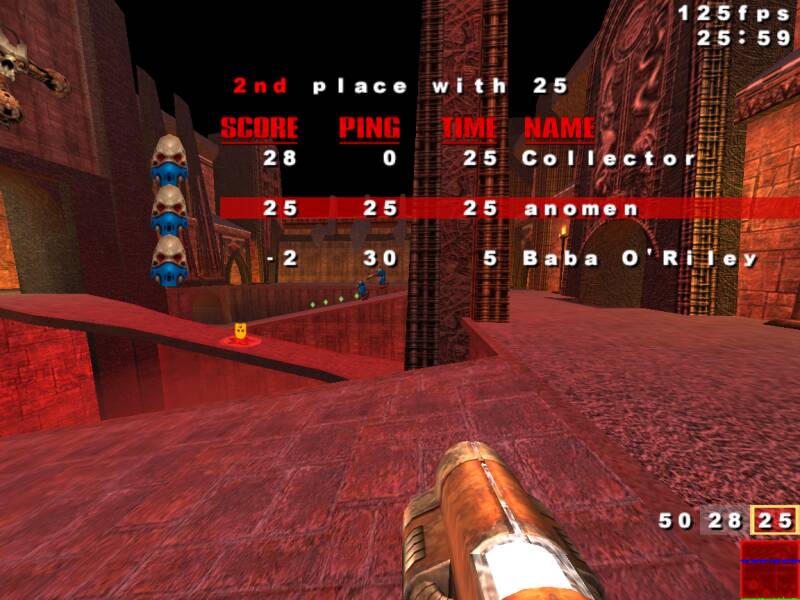 125fps
25:59
2nd place with 25
SCORE PING TIME NAME
28 0 25 Collector
25 25 25 anomen
-2 30 5 Baba O'Riley
50 28 25